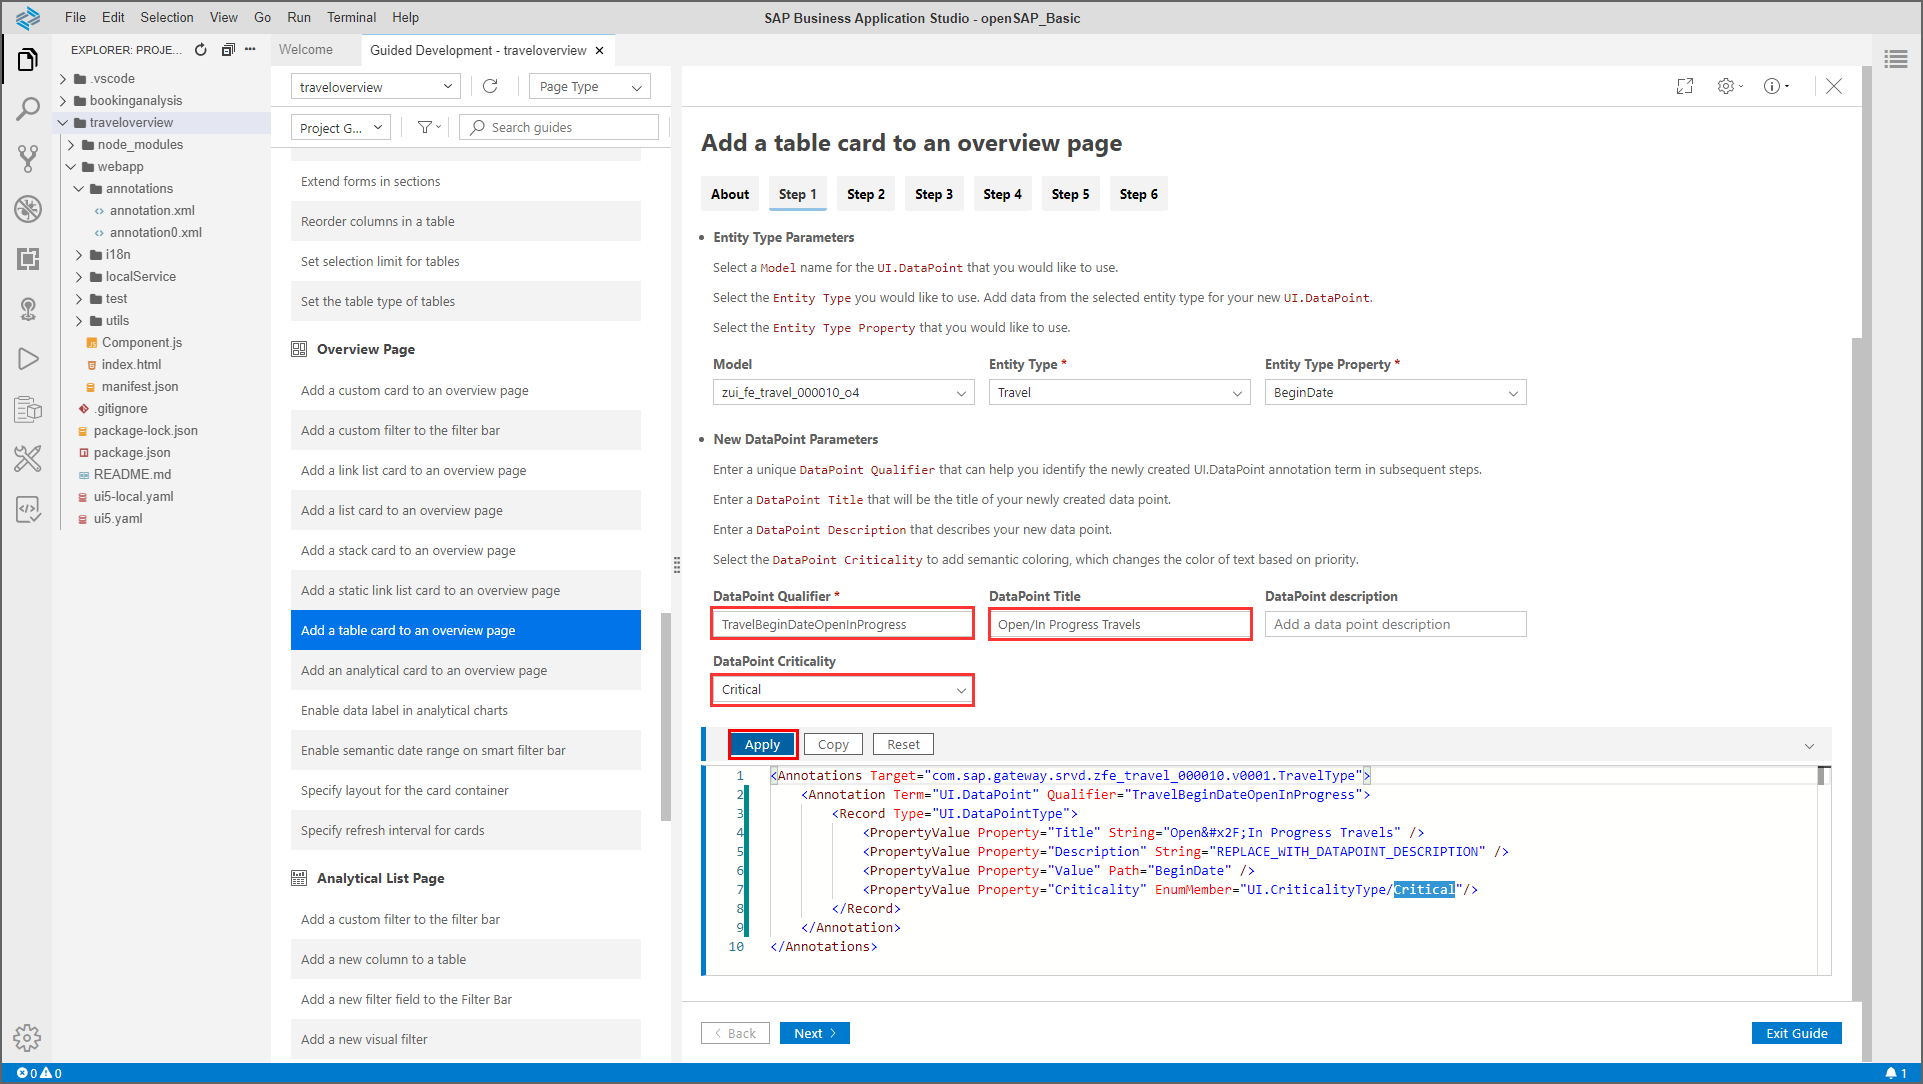 File Edit Selection View Go Run Terminal Help
SAP Business Application Studio - openSAP_Basic
EXPLORER: PROJE...
Welcome
Guided Development - traveloverview
.vscode
bookinganalysis
traveloverview
node_modules
webapp
annotations
annotation.xml
annotation0.xml
i18n
localService
test
utils
Component.js
index.html
manifest.json
.gitignore
package-lock.json
package.json
README.md
ui5-local.yaml
ui5.yaml
traveloverview
Page Type
Project G...
Search guides
Extend forms in sections
Reorder columns in a table
Set selection limit for tables
Set the table type of tables
Overview Page
Add a custom card to an overview page
Add a custom filter to the filter bar
Add a link list card to an overview page
Add a list card to an overview page
Add a stack card to an overview page
Add a static link list card to an overview page
Add a table card to an overview page
Add an analytical card to an overview page
Enable data label in analytical charts
Enable semantic date range on smart filter bar
Specify layout for the card container
Specify refresh interval for cards
Analytical List Page
Add a custom filter to the filter bar
Add a new column to a table
Add a new filter field to the Filter Bar
Add a new visual filter
Add a table card to an overview page
About Step 1 Step 2 Step 3 Step 4 Step 5 Step 6
• Entity Type Parameters
Select a Model name for the UI.DataPoint that you would like to use.
Select the Entity Type you would like to use. Add data from the selected entity type for your new UI.DataPoint.
Select the Entity Type Property that you would like to use.
Model Entity Type * Entity Type Property *
zui_fe_travel_000010_o4 Travel BeginDate
• New DataPoint Parameters
Enter a unique DataPoint Qualifier that can help you identify the newly created UI.DataPoint annotation term in subsequent steps.
Enter a DataPoint Title that will be the title of your newly created data point.
Enter a DataPoint Description that describes your new data point.
Select the DataPoint Criticality to add semantic coloring, which changes the color of text based on priority.
DataPoint Qualifier * DataPoint Title DataPoint description
TravelBeginDateOpenInProgress Open/In Progress Travels Add a data point description
DataPoint Criticality
Critical
Apply Copy Reset
1 <Annotations Target="com.sap.gateway.srvd.zfe_travel_000010.v0001.TravelType">
2 <Annotation Term="UI.DataPoint" Qualifier="TravelBeginDateOpenInProgress">
3 <Record Type="UI.DataPointType">
4 <PropertyValue Property="Title" String="Open&#x2F;In Progress Travels" />
5 <PropertyValue Property="Description" String="REPLACE_WITH_DATAPOINT_DESCRIPTION" />
6 <PropertyValue Property="Value" Path="BeginDate" />
7 <PropertyValue Property="Criticality" EnumMember="UI.CriticalityType/Critical"/>
8 </Record>
9 </Annotation>
10 </Annotations>
Back Next Exit Guide
0 0 1